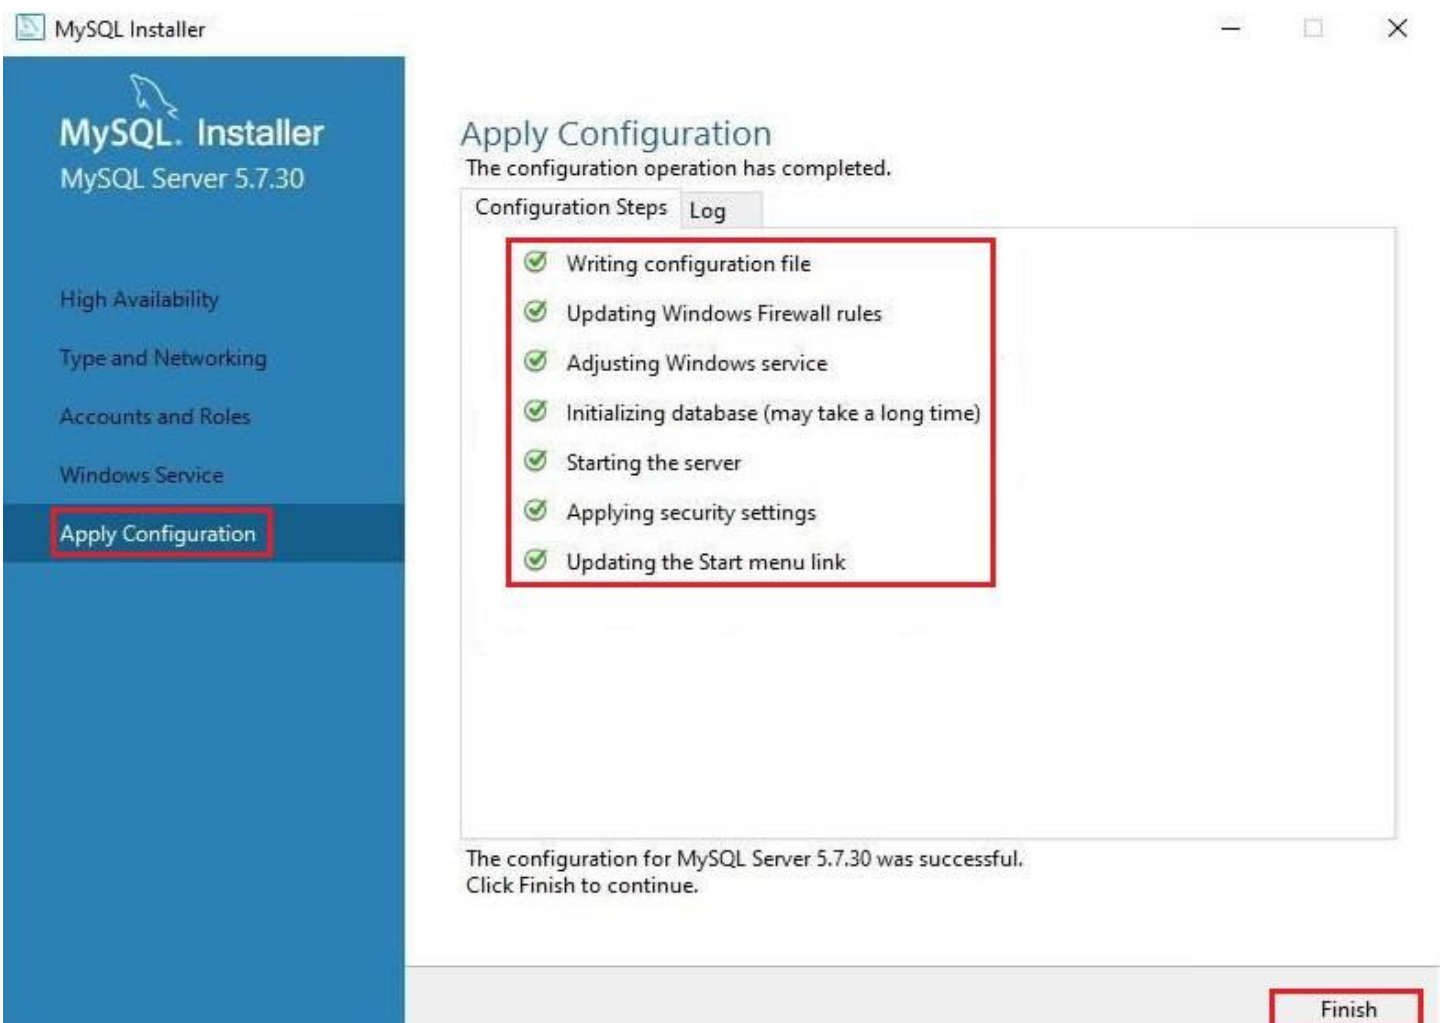 MySQL Installer
MySQL. Installer
MySQL Server 5.7.30
High Availability
Type and Networking
Accounts and Roles
Windows Service
Apply Configuration
Apply Configuration
The configuration operation has completed.
Configuration Steps
Log
Writing configuration file
Updating Windows Firewall rules
Adjusting Windows service
Initializing database (may take a long time)
Starting the server
Applying security settings
Updating the Start menu link
The configuration for MySQL Server 5.7.30 was successful.
Click Finish to continue.
Finish